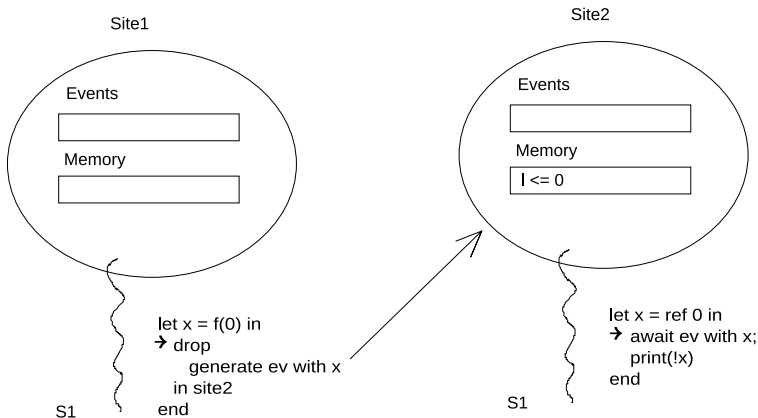 Site1
Events
Memory
let x = f(0) in
➔ drop
generate ev with x
in site2
end
S1
Site2
Events
Memory
l <= 0
let x = ref 0 in
➔ await ev with x;
print(!x)
end
S1